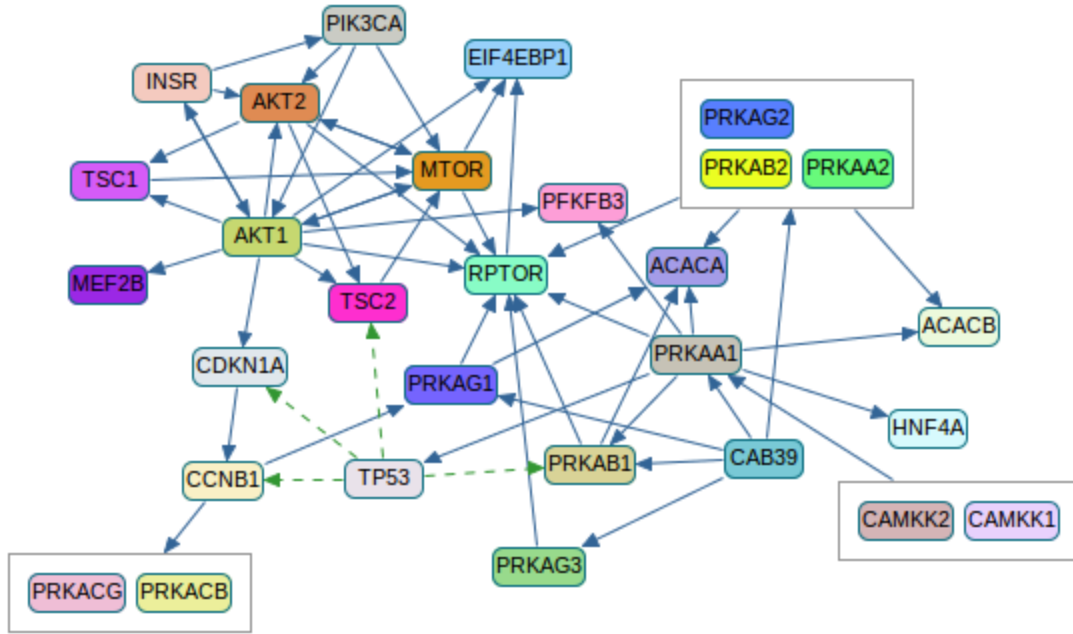 PIK3CA
EIF4EBP1
INSR
AKT2
PRKAG2
MTOR
PRKAB2 PRKAA2
TSC1
PFKFB3
AKT1
ACACA
RPTOR
MEF2B
TSC2
ACACB
PRKAA1
CDKN1A
PRKAG1
HNF4A
CAB39
PRKAB1
CCNB1 TP53
CAMKK2 CAMKK1
PRKAG3
PRKACG PRKACB